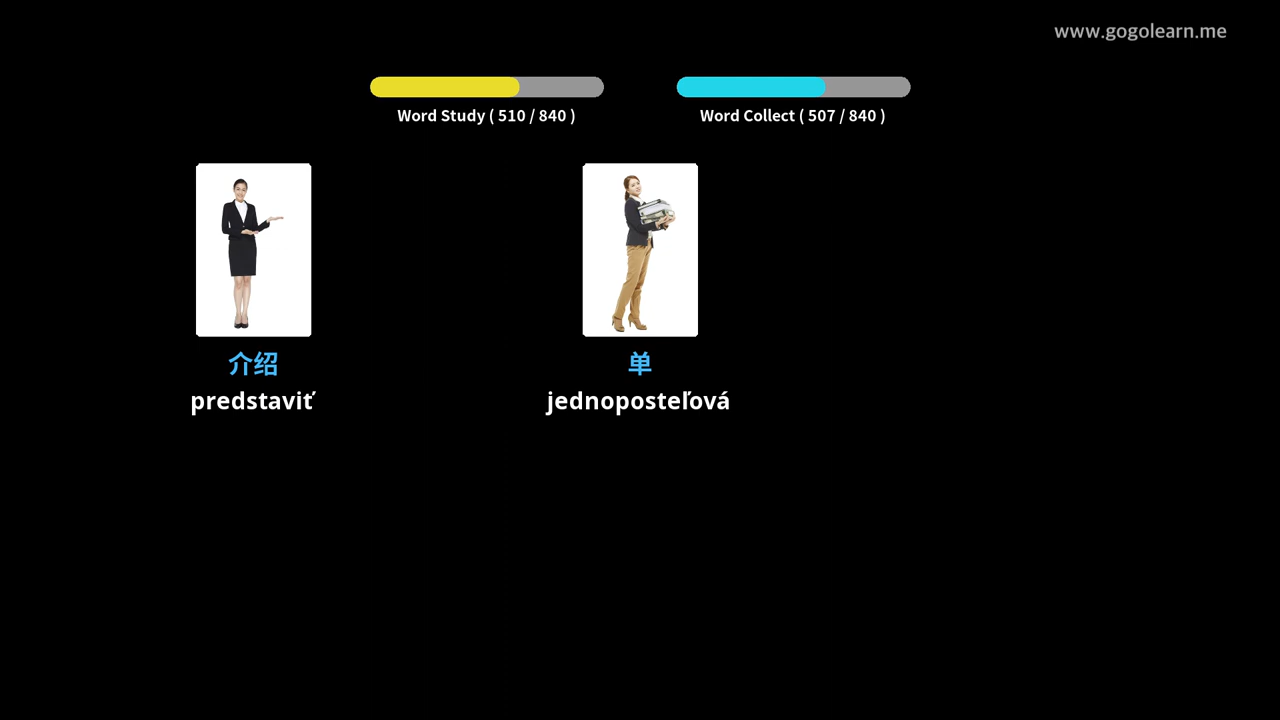 www.gogolearn.me
Word Study ( 510 / 840 )
Word Collect ( 507 / 840 )
介绍
predstaviť
单
jednoposteľová